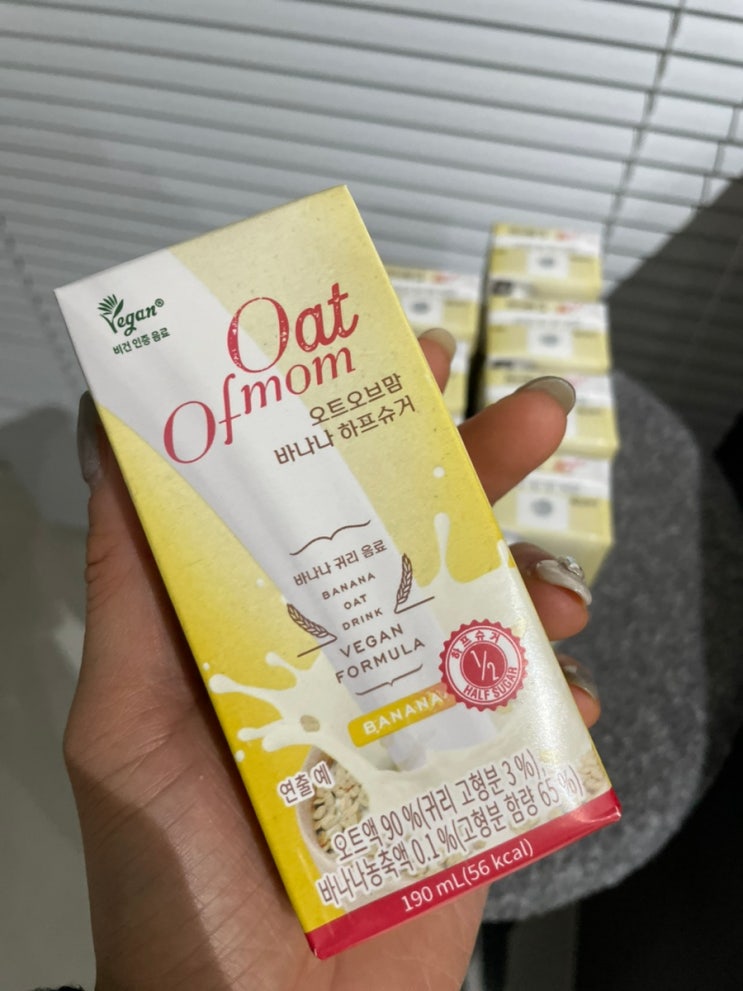 Vegan®
비건 인증 음료
Oat
Of mom
오트오브맘
바나나 하프슈거
바나나 귀리 음료
BANANA
OAT
DRINK
VEGAN
FORMULA
하프슈거
1/2
HALF SUGAR
BANANA
연출 예
오트액 90 %(귀리 고형분 3 %),
바나나농축액 0.1 %(고형분 함량 65 %)
190 mL(56 kcal)